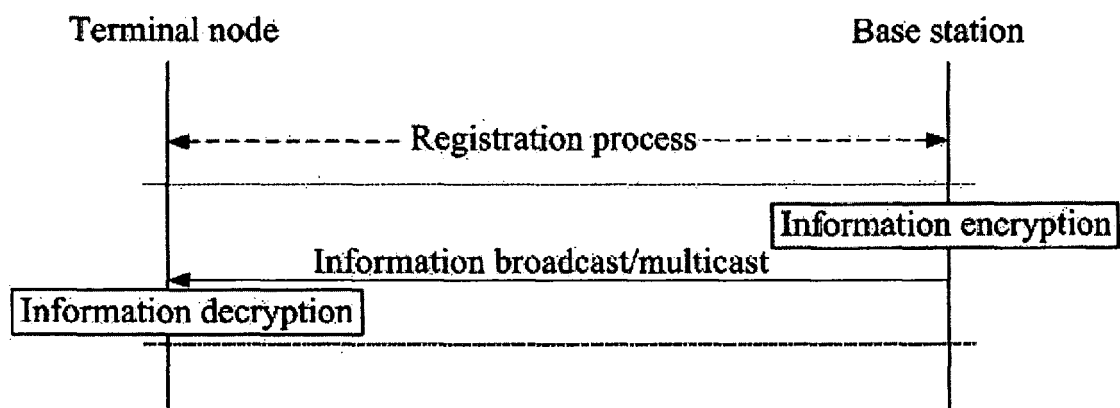 Terminal node
Base station
Registration process
Information encryption
Information broadcast/multicast
Information decryption